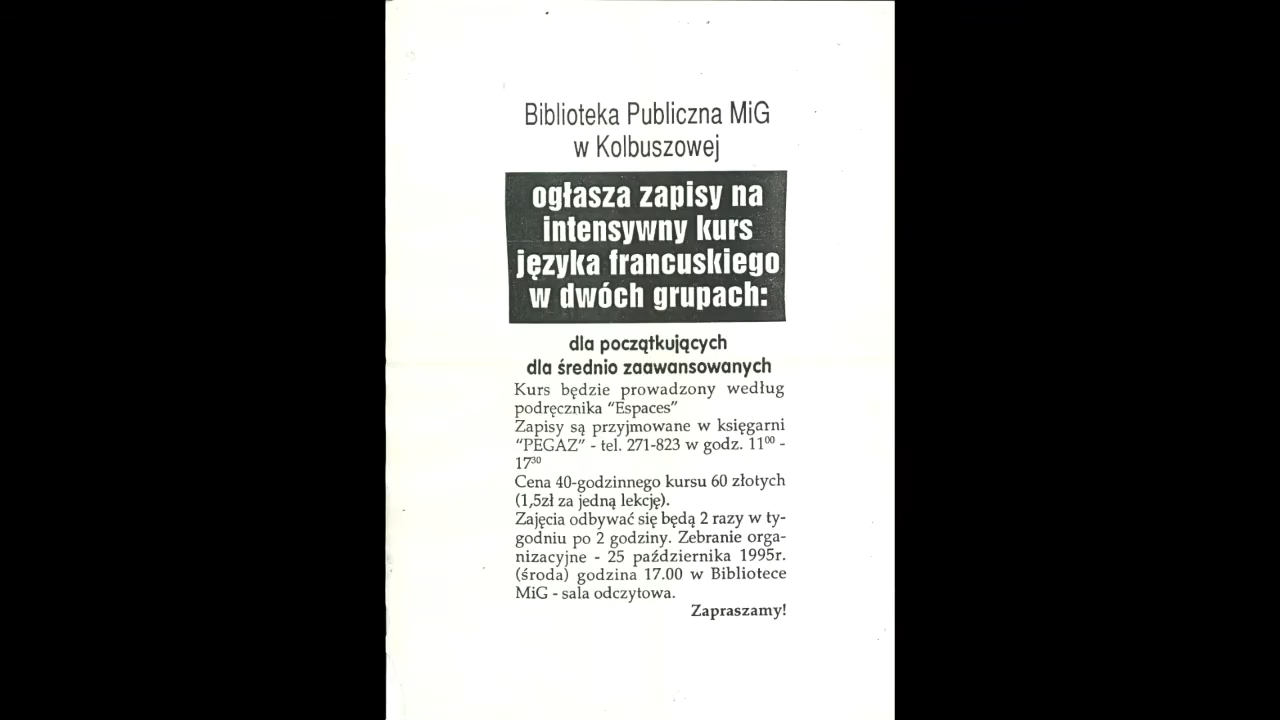 Biblioteka Publiczna MiG
w Kolbuszowej
ogłasza zapisy na
intensywny kurs
języka francuskiego
w dwóch grupach:
dla początkujących
dla średnio zaawansowanych
Kurs będzie prowadzony według
podręcznika "Espaces"
Zapisy są przyjmowane w księgarni
"PEGAZ" - tel. 271-823 w godz. 11⁰⁰ -
17³⁰
Cena 40-godzinnego kursu 60 złotych
(1,5zł za jedną lekcję).
Zajęcia odbywać się będą 2 razy w ty-
godniu po 2 godziny. Zebranie orga-
nizacyjne - 25 października 1995r.
(środa) godzina 17.00 w Bibliotece
MiG - sala odczytowa.
Zapraszamy!